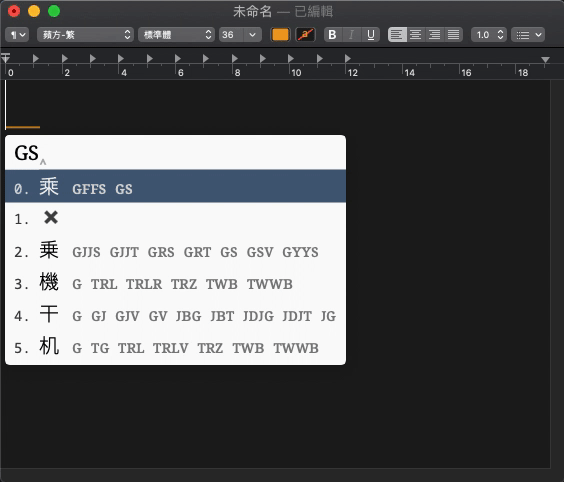 未命名 — 已編輯
¶ 蘋方-繁 標準體 36 a B I U 1.0
0 2 4 6 8 10 12 14 16 18
GS‸
0. 乘 GFFS GS
1. ✖
2. 乗 GJJS GJJT GRS GRT GS GSV GYYS
3. 機 G TRL TRLR TRZ TWB TWWB
4. 干 G GJ GJV GV JBG JBT JDJG JDJT JG
5. 机 G TG TRL TRLV TRZ TWB TWWB